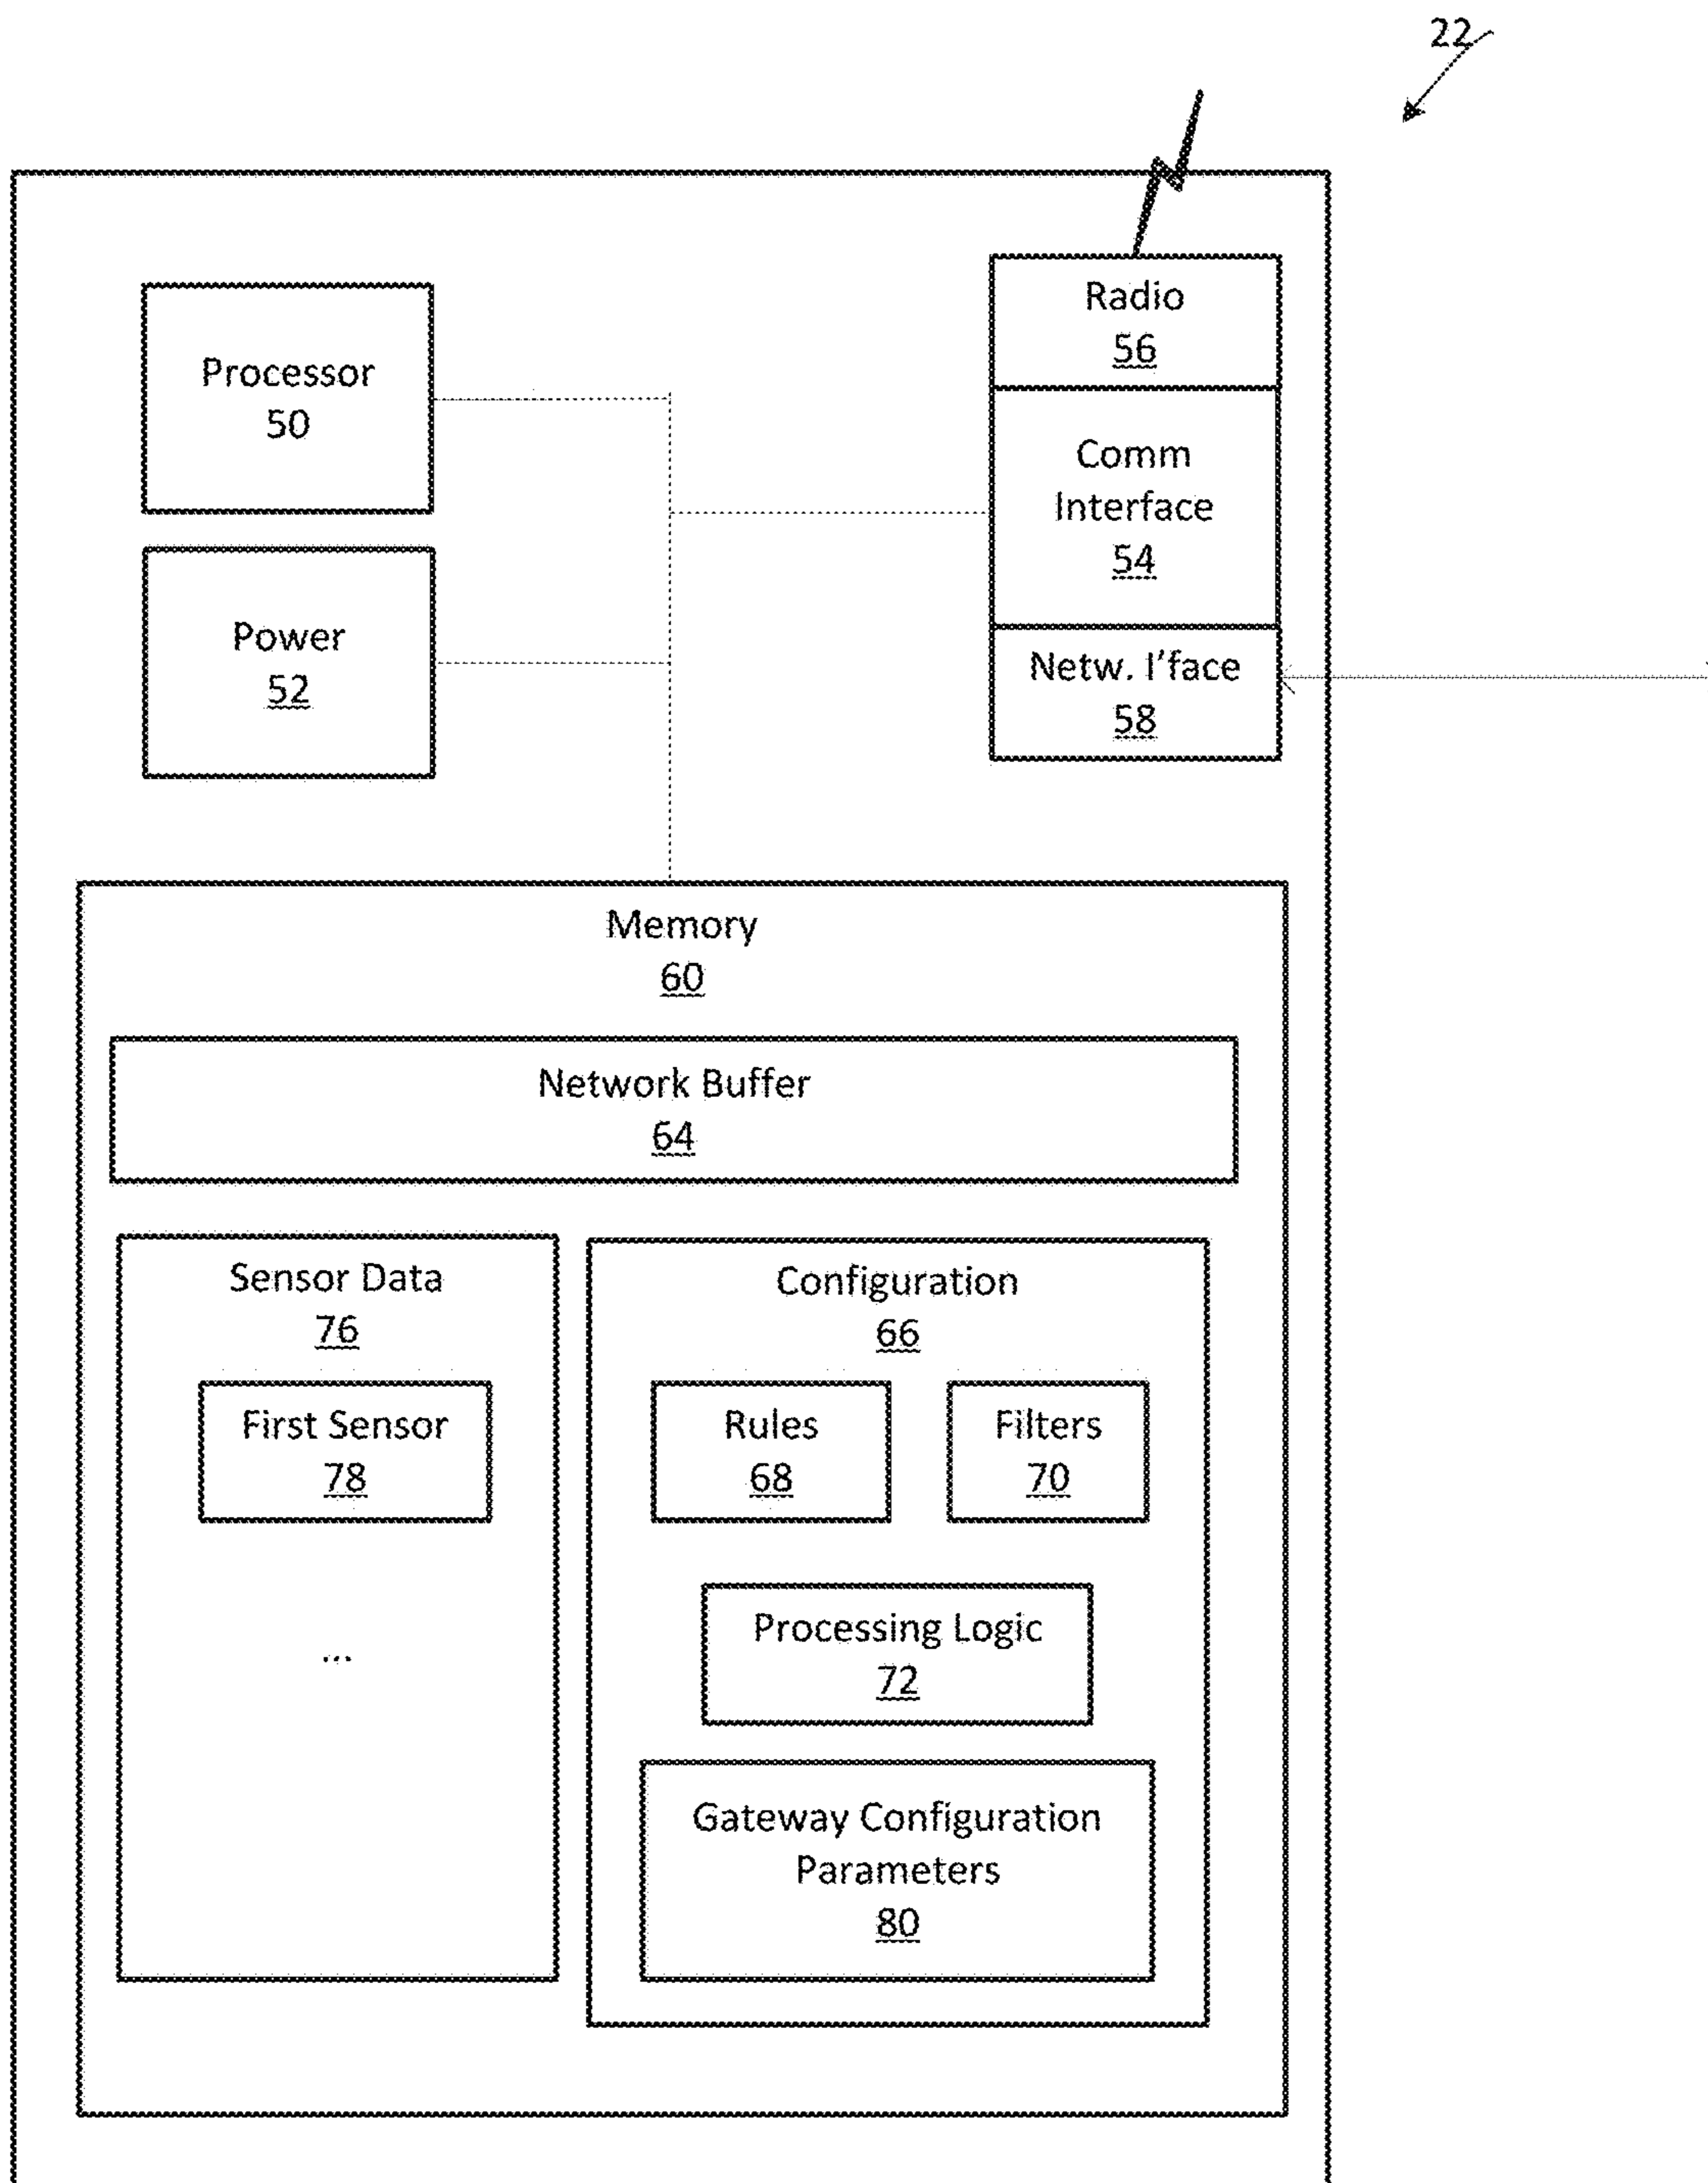 22
Radio
56
Processor
50
Comm
Interface
54
Power
52
Netw. I'face
58
Memory
60
Network Buffer
64
Sensor Data
76
First Sensor
78
...
Configuration
66
Rules
68
Filters
70
Processing Logic
72
Gateway Configuration
Parameters
80